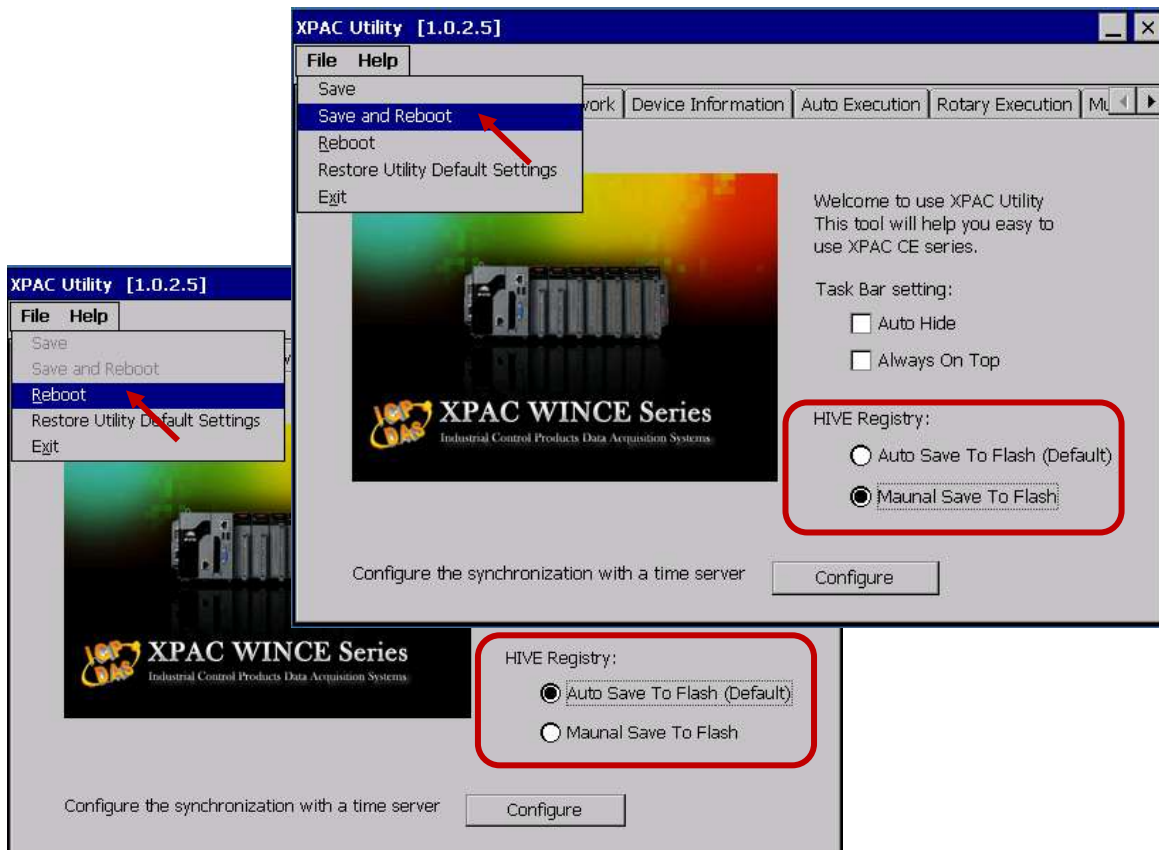 XPAC Utility [1.0.2.5]
File Help
Save
Save and Reboot
Reboot
Restore Utility Default Settings
Exit
Device Information
Auto Execution
Rotary Execution
Welcome to use XPAC Utility
This tool will help you easy to
use XPAC CE series.
Task Bar setting:
Auto Hide
Always On Top
HIVE Registry:
Auto Save To Flash (Default)
Maunal Save To Flash
ICP
DAS
XPAC WINCE Series
Industrial Control Products Data Acquisition Systems
Configure the synchronization with a time server
Configure
XPAC Utility [1.0.2.5]
File Help
Save
Save and Reboot
Reboot
Restore Utility Default Settings
Exit
ICP
DAS
XPAC WINCE Series
Industrial Control Products Data Acquisition Systems
HIVE Registry:
Auto Save To Flash (Default)
Maunal Save To Flash
Configure the synchronization with a time server
Configure